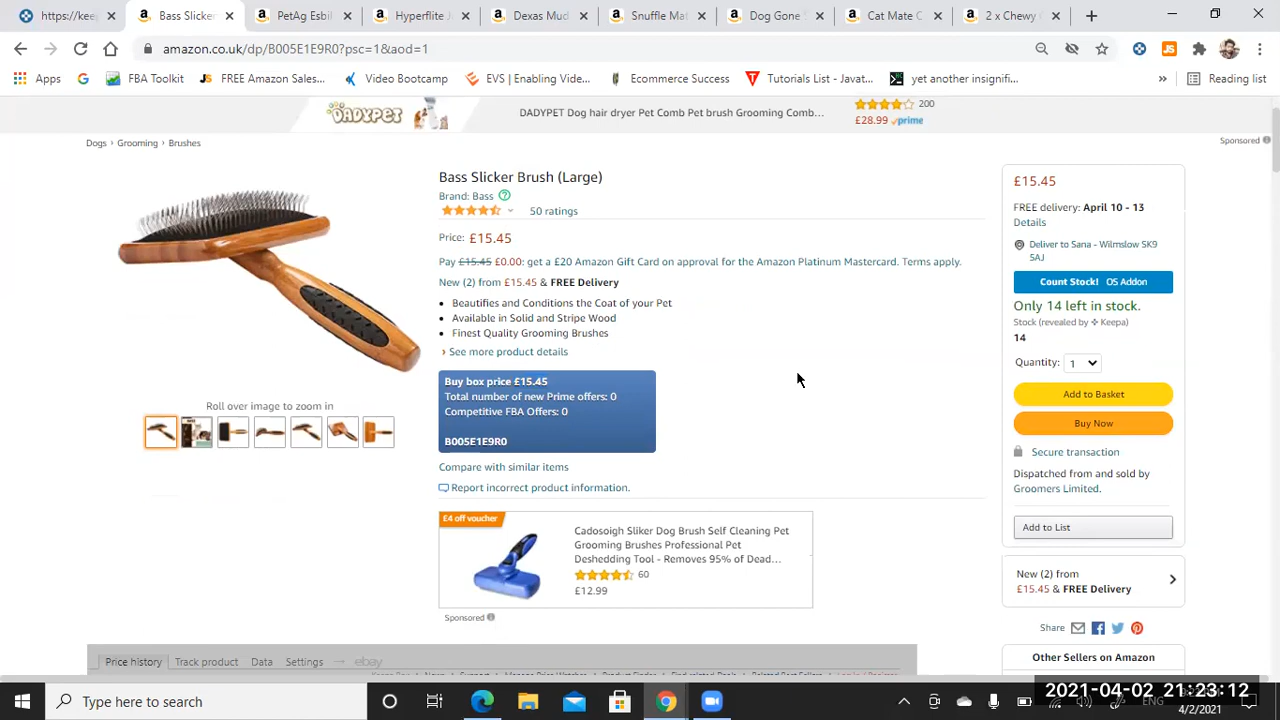 https://keep
Bass Slicker
PetAg Esbil
Hyperflite J
Dexas Mud
Snuffle Mat
Dog Gone S
Cat Mate C
2 x Chewy
amazon.co.uk/dp/B005E1E9R0?psc=1&aod=1
Apps
FBA Toolkit
FREE Amazon Sales...
Video Bootcamp
EVS | Enabling Vide...
Ecommerce Success
Tutorials List - Javat...
yet another insignifi...
Reading list
DADYPET
DADYPET Dog hair dryer Pet Comb Pet brush Grooming Comb...
200
£28.99 prime
Sponsored
Dogs › Grooming › Brushes
Bass Slicker Brush (Large)
Brand: Bass
50 ratings
Price: £15.45
Pay £15.45 £0.00: get a £20 Amazon Gift Card on approval for the Amazon Platinum Mastercard. Terms apply.
New (2) from £15.45 & FREE Delivery
• Beautifies and Conditions the Coat of your Pet
• Available in Solid and Stripe Wood
• Finest Quality Grooming Brushes
› See more product details
Roll over image to zoom in
Buy box price £15.45
Total number of new Prime offers: 0
Competitive FBA Offers: 0
B005E1E9R0
Compare with similar items
Report incorrect product information.
£4 off voucher
Cadosoigh Sliker Dog Brush Self Cleaning Pet
Grooming Brushes Professional Pet
Deshedding Tool - Removes 95% of Dead...
60
£12.99
Sponsored
£15.45
FREE delivery: April 10 - 13
Details
Deliver to Sana - Wilmslow SK9
5AJ
Count Stock! OS Addon
Only 14 left in stock.
Stock (revealed by Keepa)
14
Quantity: 1
Add to Basket
Buy Now
Secure transaction
Dispatched from and sold by
Groomers Limited.
Add to List
New (2) from
£15.45 & FREE Delivery
Share
Other Sellers on Amazon
Price history
Track product
Data
Settings
ebay
Type here to search
ENG
2021-04-02 21:23:12
4/2/2021